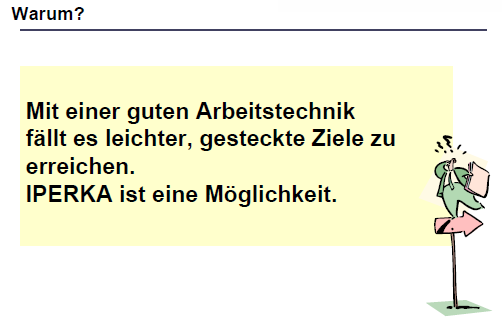 Warum?
Mit einer guten Arbeitstechnik
fällt es leichter, gesteckte Ziele zu
erreichen.
IPERKA ist eine Möglichkeit.